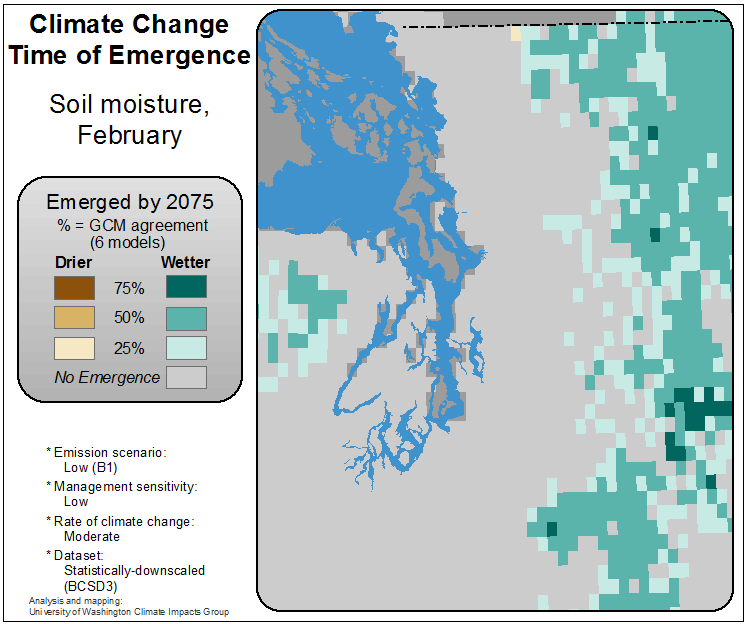 Climate Change
Time of Emergence
Soil moisture,
February
Emerged by 2075
% = GCM agreement
(6 models)
Drier Wetter
75%
50%
25%
No Emergence
* Emission scenario:
Low (B1)
* Management sensitivity:
Low
* Rate of climate change:
Moderate
* Dataset:
Statistically-downscaled
(BCSD3)
Analysis and mapping:
University of Washington Climate Impacts Group